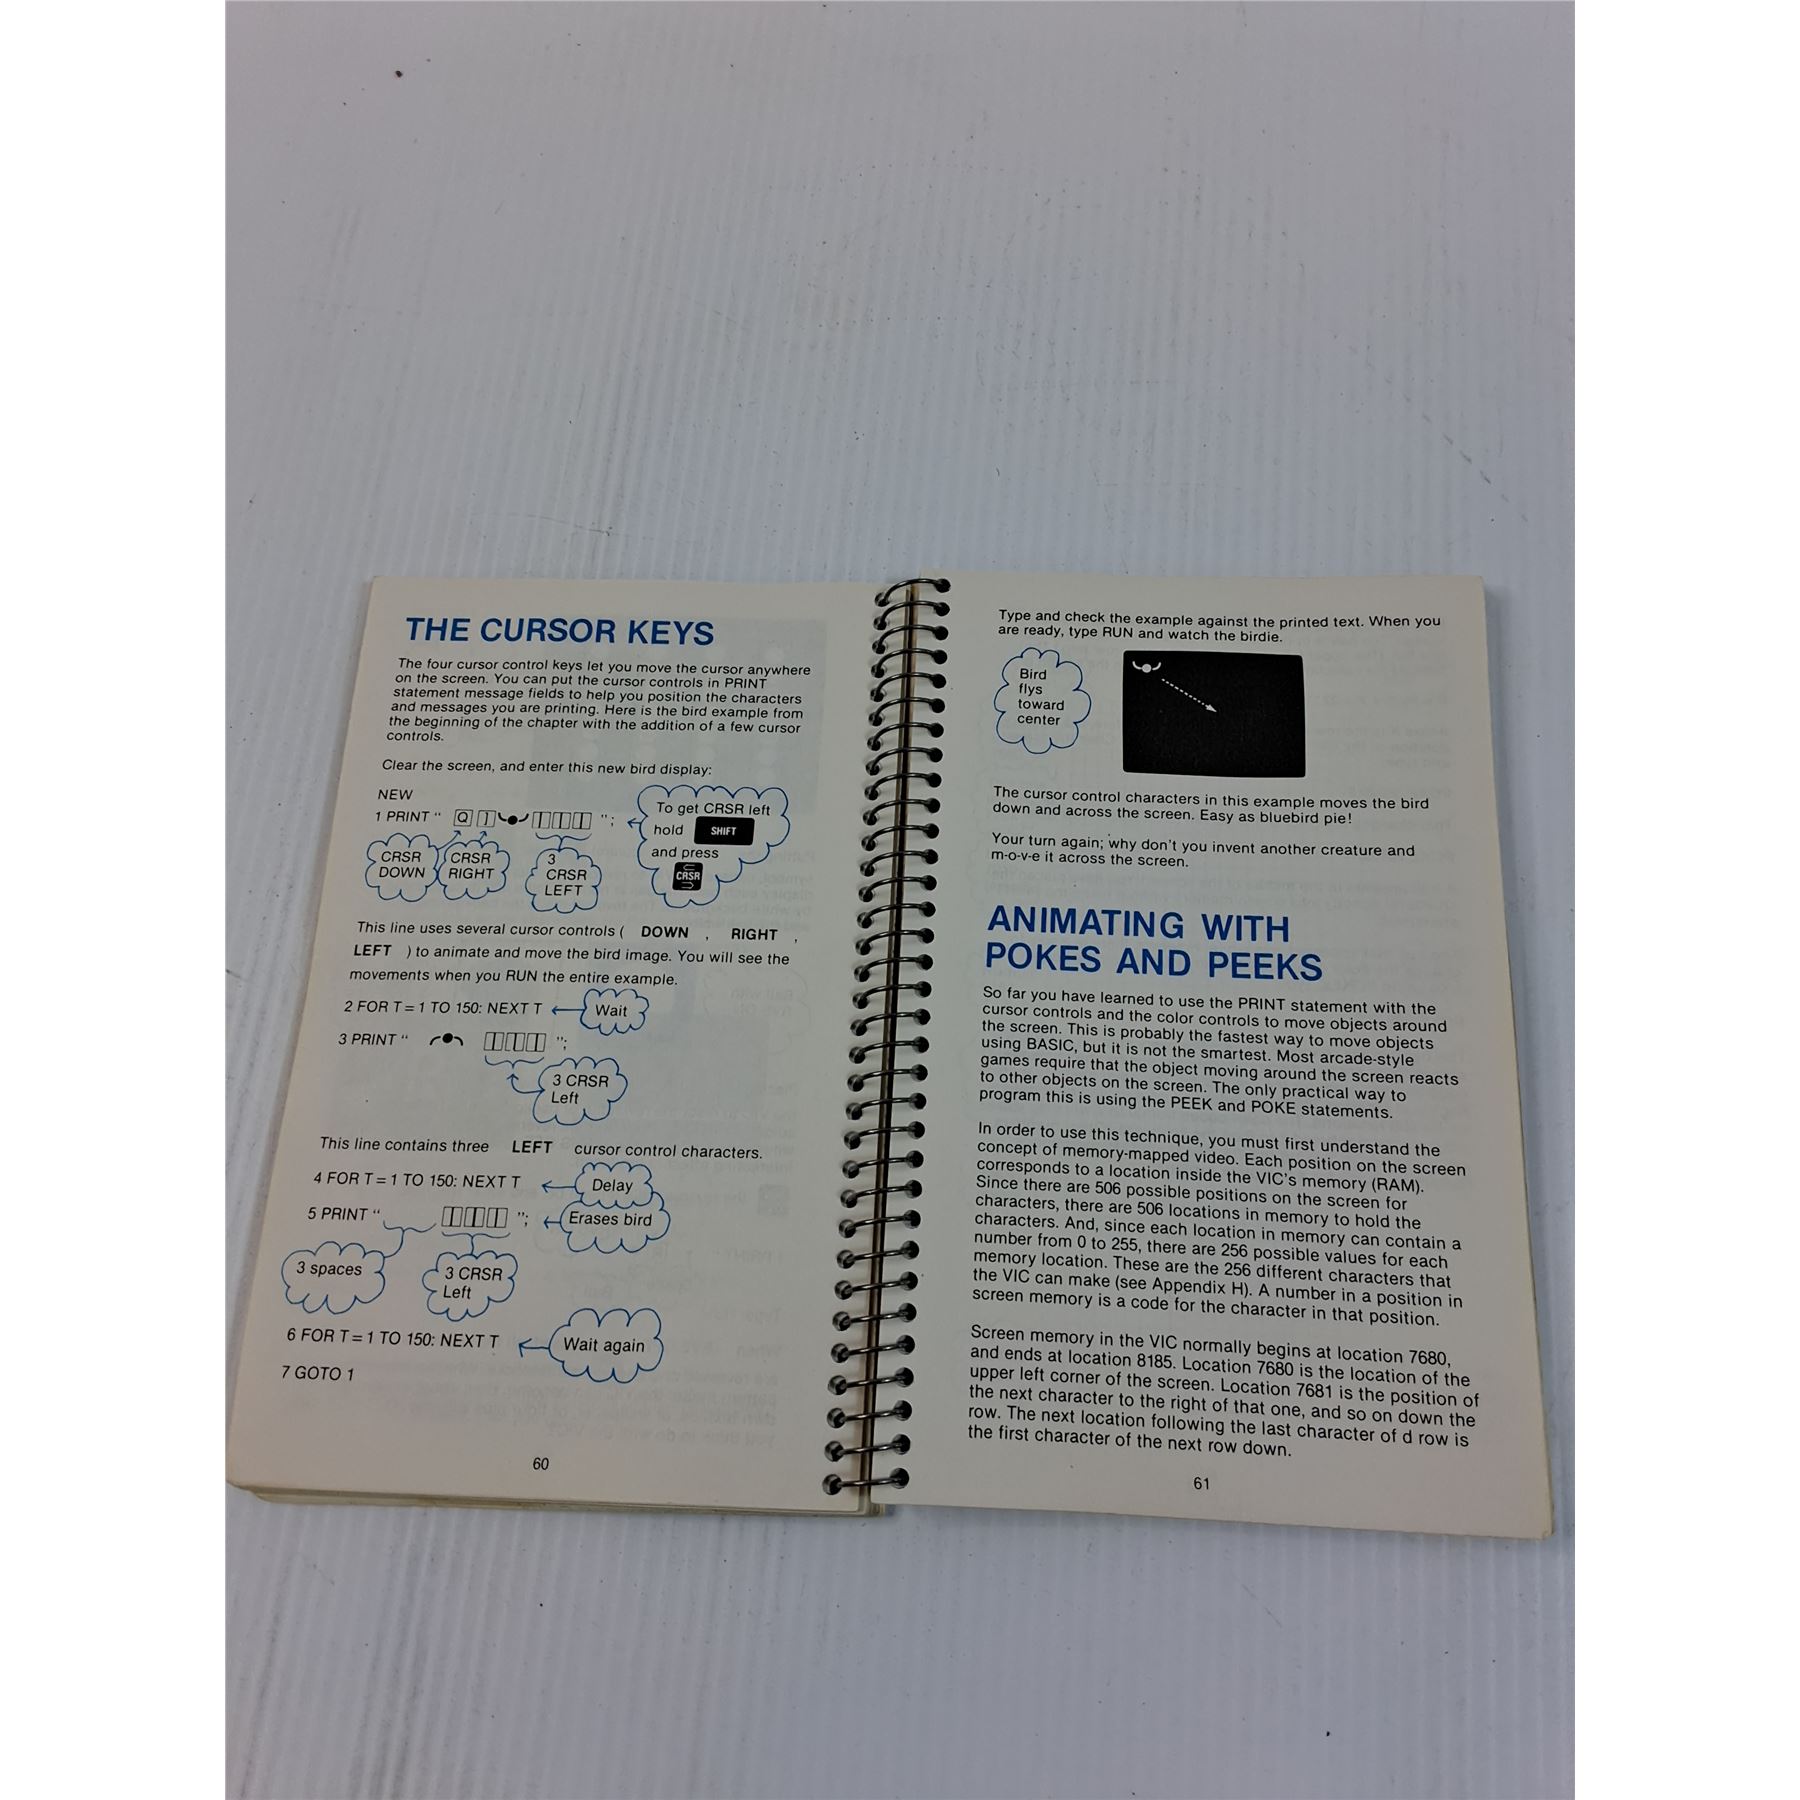 THE CURSOR KEYS
The four cursor control keys let you move the cursor anywhere
on the screen. You can put the cursor controls in PRINT
statement message fields to help you position the characters
and messages you are printing. Here is the bird example from
the beginning of the chapter with the addition of a few cursor
controls.
Clear the screen, and enter this new bird display:
NEW
1 PRINT " Q ] ";
To get CRSR left
hold SHIFT
and press
CRSR
CRSR
DOWN
CRSR
RIGHT
3
CRSR
LEFT
This line uses several cursor controls ( DOWN , RIGHT ,
LEFT ) to animate and move the bird image. You will see the
movements when you RUN the entire example.
2 FOR T = 1 TO 150: NEXT T
Wait
3 PRINT " ";
3 CRSR
Left
This line contains three LEFT cursor control characters.
4 FOR T = 1 TO 150: NEXT T
Delay
5 PRINT " ";
Erases bird
3 spaces
3 CRSR
Left
6 FOR T = 1 TO 150: NEXT T
Wait again
7 GOTO 1
60
Type and check the example against the printed text. When you
are ready, type RUN and watch the birdie.
Bird
flys
toward
center
The cursor control characters in this example moves the bird
down and across the screen. Easy as bluebird pie!
Your turn again; why don't you invent another creature and
m-o-v-e it across the screen.
ANIMATING WITH
POKES AND PEEKS
So far you have learned to use the PRINT statement with the
cursor controls and the color controls to move objects around
the screen. This is probably the fastest way to move objects
using BASIC, but it is not the smartest. Most arcade-style
games require that the object moving around the screen reacts
to other objects on the screen. The only practical way to
program this is using the PEEK and POKE statements.
In order to use this technique, you must first understand the
concept of memory-mapped video. Each position on the screen
corresponds to a location inside the VIC's memory (RAM).
Since there are 506 possible positions on the screen for
characters, there are 506 locations in memory to hold the
characters. And, since each location in memory can contain a
number from 0 to 255, there are 256 possible values for each
memory location. These are the 256 different characters that
the VIC can make (see Appendix H). A number in a position in
screen memory is a code for the character in that position.
Screen memory in the VIC normally begins at location 7680,
and ends at location 8185. Location 7680 is the location of the
upper left corner of the screen. Location 7681 is the position of
the next character to the right of that one, and so on down the
row. The next location following the last character of d row is
the first character of the next row down.
61